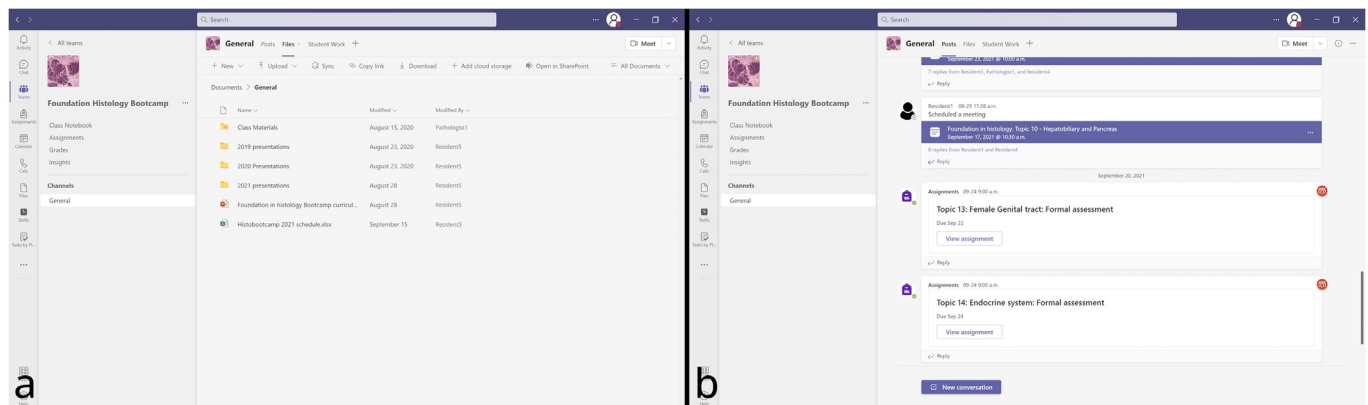 Search
Activity
Chat
Teams
Assignments
Calendar
Calls
Files
Shifts
Tasks by Pl...
All teams
Foundation Histology Bootcamp
Class Notebook
Assignments
Grades
Insights
Channels
General
General Posts Files Student Work
Meet
New Upload Sync Copy link Download Add cloud storage Open in SharePoint All Documents
Documents > General
Name Modified Modified By
Class Materials August 15, 2020 Pathologist1
2019 presentations August 23, 2020 Resident5
2020 Presentations August 23, 2020 Resident5
2021 presentations August 28 Resident5
Foundation in histology Bootcamp curricul... August 28 Resident5
Histobootcamp 2021 schedule.xlsx September 15 Resident3
a
Search
Activity
Chat
Teams
Assignments
Calendar
Calls
Files
Shifts
Tasks by Pl...
All teams
Foundation Histology Bootcamp
Class Notebook
Assignments
Grades
Insights
Channels
General
General Posts Files Student Work
Meet
September 23, 2021 @ 10:00 a.m.
7 replies from Resident1, Pathologist1, and Resident4
Reply
Resident1 08-29 11:28 a.m.
Scheduled a meeting
Foundation in histology: Topic 10 - Hepatobiliary and Pancreas
September 17, 2021 @ 10:30 a.m.
8 replies from Resident1 and Resident4
Reply
September 20, 2021
Assignments 09-24 9:00 a.m.
Topic 13: Female Genital tract: Formal assessment
Due Sep 22
View assignment
Reply
Assignments 09-24 9:00 a.m.
Topic 14: Endocrine system: Formal assessment
Due Sep 24
View assignment
Reply
New conversation
b